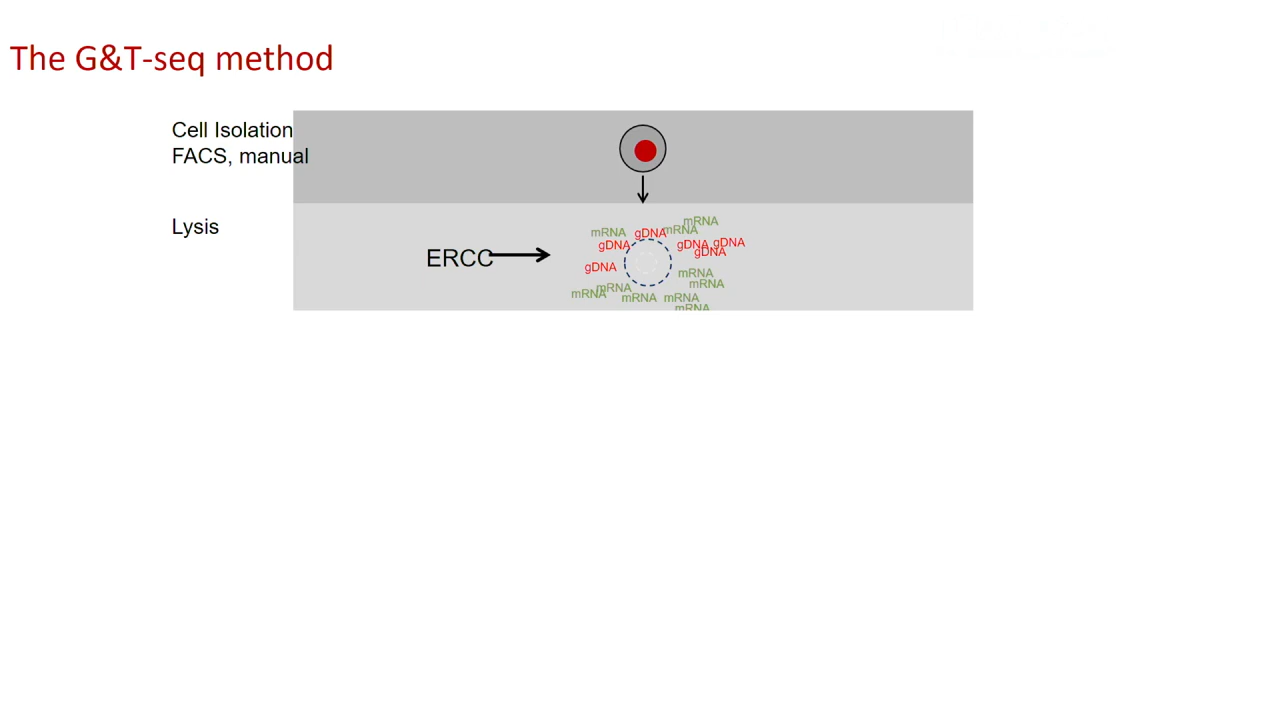 The G&T-seq method
Cell Isolation
FACS, manual
Lysis
ERCC
mRNA
mRNA gDNA mRNA
gDNA gDNA gDNA
gDNA
gDNA
mRNA
mRNA
mRNA mRNA
mRNA mRNA
mRNA